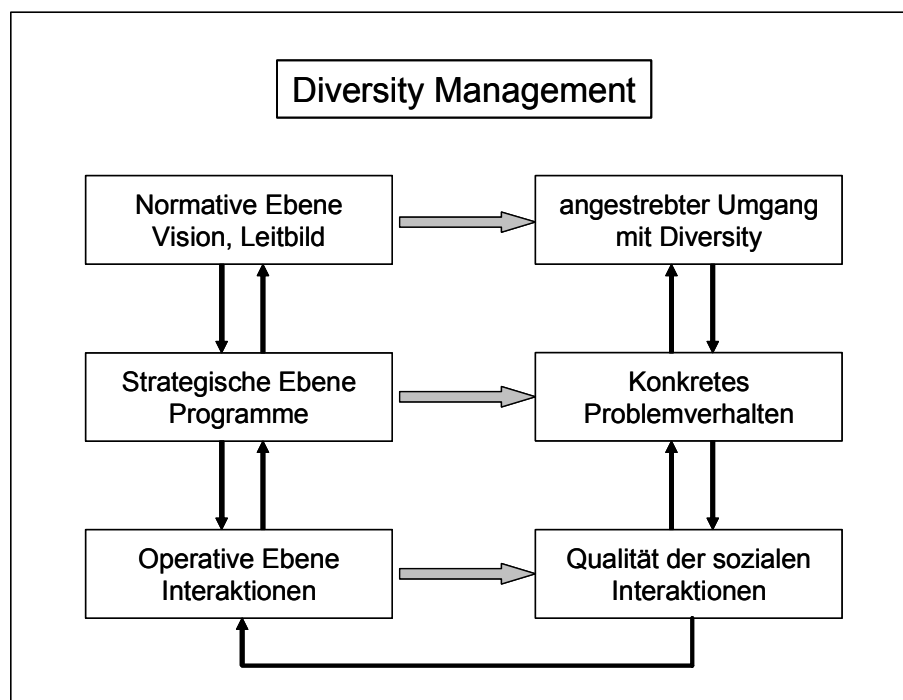 Diversity Management
Normative Ebene
Vision, Leitbild
angestrebter Umgang
mit Diversity
Strategische Ebene
Programme
Konkretes
Problemverhalten
Operative Ebene
Interaktionen
Qualität der sozialen
Interaktionen